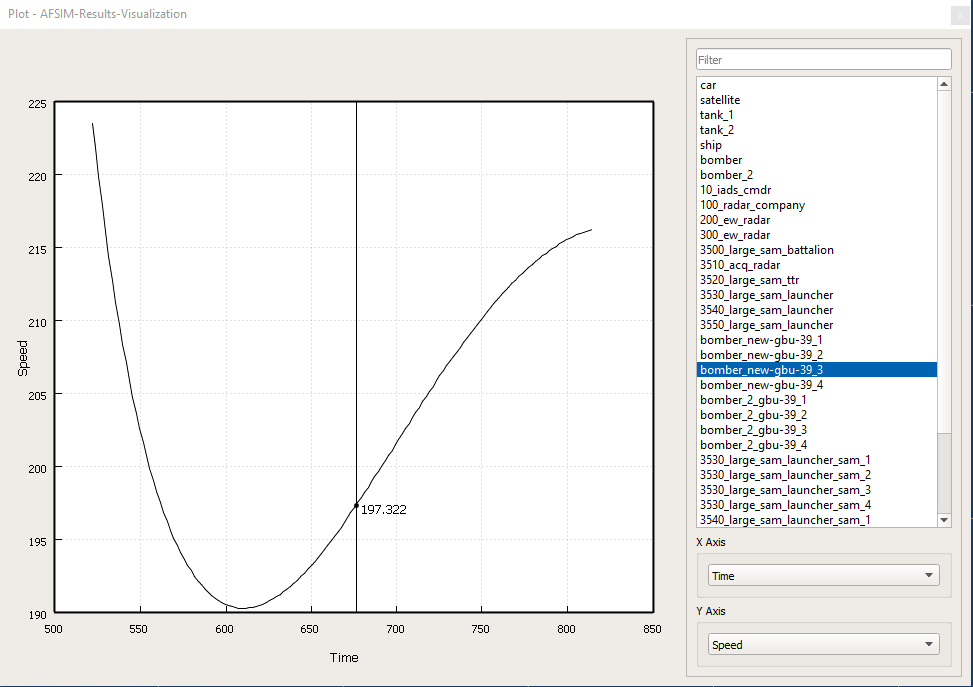 Plot - AFSIM-Results-Visualization
225
220
215
210
205
200
195
190
Speed
197.322
500
550
600
650
700
750
800
850
Time
Filter
car
satellite
tank_1
tank_2
ship
bomber
bomber_2
10_iads_cmdr
100_radar_company
200_ew_radar
300_ew_radar
3500_large_sam_battalion
3510_acq_radar
3520_large_sam_ttr
3530_large_sam_launcher
3540_large_sam_launcher
3550_large_sam_launcher
bomber_new-gbu-39_1
bomber_new-gbu-39_2
bomber_new-gbu-39_3
bomber_new-gbu-39_4
bomber_2_gbu-39_1
bomber_2_gbu-39_2
bomber_2_gbu-39_3
bomber_2_gbu-39_4
3530_large_sam_launcher_sam_1
3530_large_sam_launcher_sam_2
3530_large_sam_launcher_sam_3
3530_large_sam_launcher_sam_4
3540_large_sam_launcher_sam_1
X Axis
Time
Y Axis
Speed